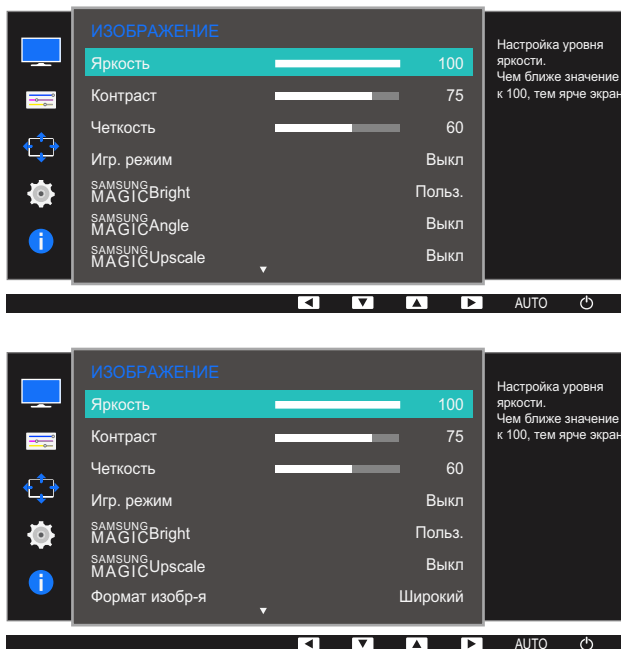 ИЗОБРАЖЕНИЕ
Яркость 100
Контраст 75
Четкость 60
Игр. режим Выкл
SAMSUNG
MAGICBright Польз.
SAMSUNG
MAGICAngle Выкл
SAMSUNG
MAGICUpscale Выкл
Настройка уровня
яркости.
Чем ближе значение
к 100, тем ярче экран
AUTO
ИЗОБРАЖЕНИЕ
Яркость 100
Контраст 75
Четкость 60
Игр. режим Выкл
SAMSUNG
MAGICBright Польз.
SAMSUNG
MAGICUpscale Выкл
Формат изобр-я Широкий
Настройка уровня
яркости.
Чем ближе значение
к 100, тем ярче экран
AUTO